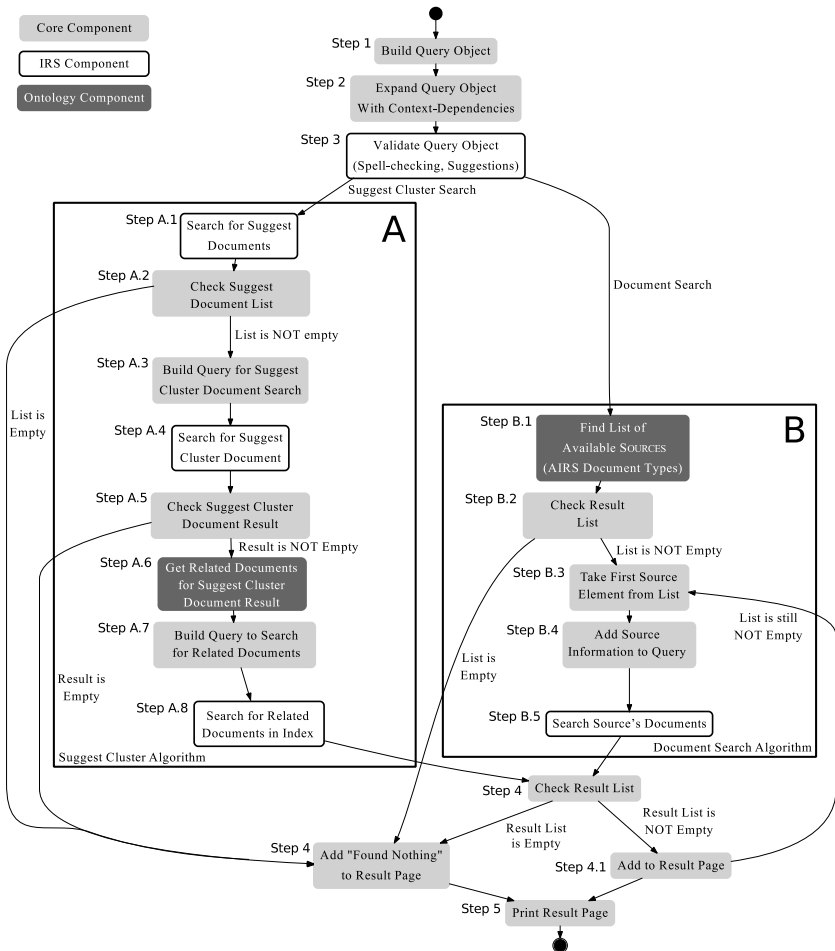 Core Component
IRS Component
Ontology Component
Step 1
Build Query Object
Step 2
Expand Query Object
With Context-Dependencies
Step 3
Validate Query Object
(Spell-checking, Suggestions)
Suggest Cluster Search
Document Search
A
Step A.1
Search for Suggest
Documents
Step A.2
Check Suggest
Document List
List is NOT empty
List is
Empty
Step A.3
Build Query for Suggest
Cluster Document Search
Step A.4
Search for Suggest
Cluster Document
Step A.5
Check Suggest Cluster
Document Result
Result is NOT Empty
Step A.6
Get Related Documents
for Suggest Cluster
Document Result
Step A.7
Build Query to Search
for Related Documents
Result is
Empty
Step A.8
Search for Related
Documents in Index
Suggest Cluster Algorithm
B
Step B.1
Find List of
Available SOURCES
(AIRS Document Types)
Step B.2
Check Result
List
List is NOT Empty
Step B.3
Take First Source
Element from List
List is still
NOT Empty
Step B.4
Add Source
Information to Query
List is
Empty
Step B.5
Search Source's Documents
Document Search Algorithm
Step 4
Check Result List
Result List
is Empty
Result List is
NOT Empty
Step 4
Add "Found Nothing"
to Result Page
Step 4.1
Add to Result Page
Step 5
Print Result Page